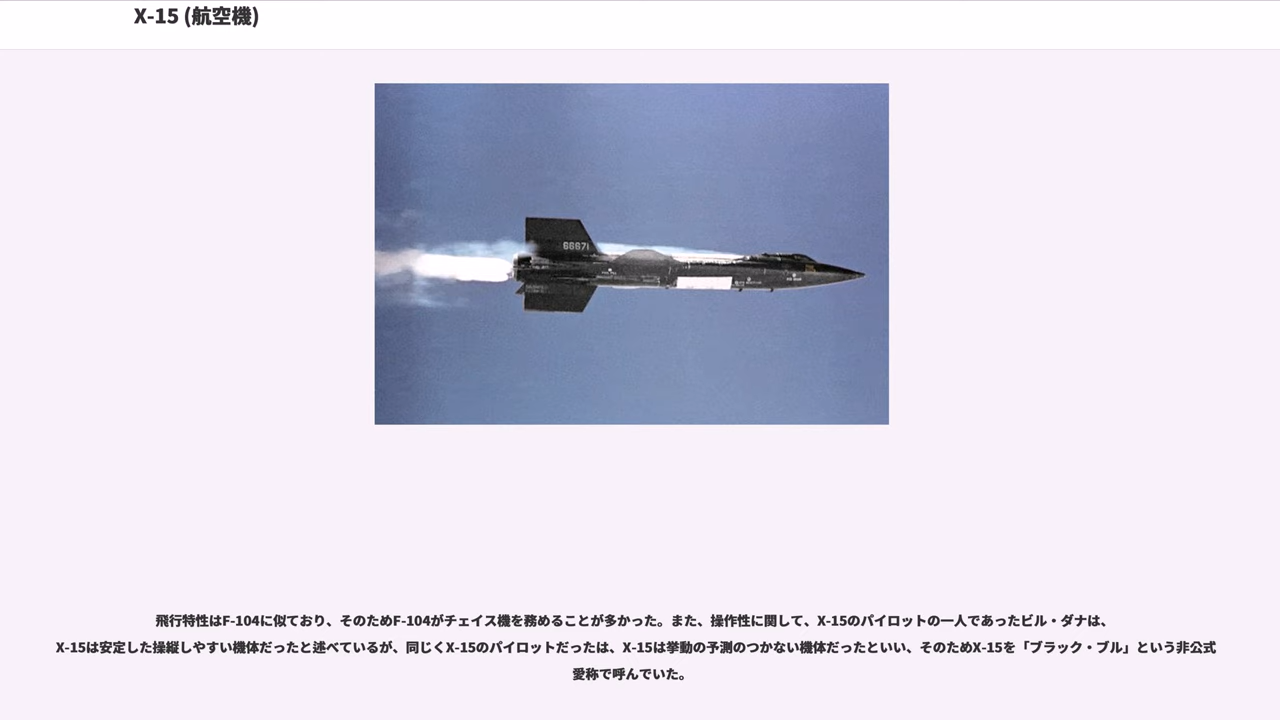 X-15 (航空機)
66671
飛行特性はF-104に似ており、そのためF-104がチェイス機を務めることが多かった。また、操作性に関して、X-15のパイロットの一人であったビル・ダナは、
X-15は安定した操縦しやすい機体だったと述べているが、同じくX-15のパイロットだったは、X-15は挙動の予測のつかない機体だったといい、そのためX-15を「ブラック・ブル」という非公式
愛称で呼んでいた。